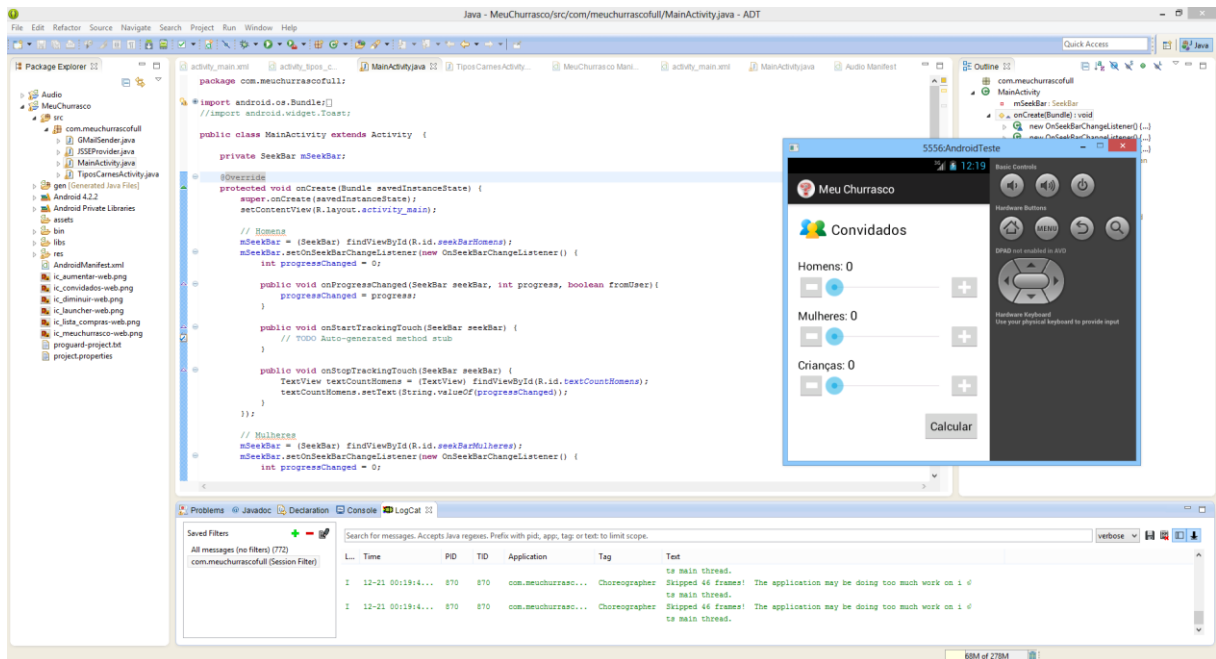 Java - MeuChurrasco/src/com/meuchurrascofull/MainActivity.java - ADT
File Edit Refactor Source Navigate Search Project Run Window Help
Quick Access
Java
Package Explorer
Audio
MeuChurrasco
src
com.meuchurrascofull
GMailSender.java
JSSEProvider.java
MainActivity.java
TiposCarnesActivity.java
gen [Generated Java Files]
Android 4.2.2
Android Private Libraries
assets
bin
libs
res
AndroidManifest.xml
ic_aumentar-web.png
ic_convidados-web.png
ic_diminuir-web.png
ic_launcher-web.png
ic_lista_compras-web.png
ic_meuchurrasco-web.png
proguard-project.txt
project.properties
activity_main.xml activity_tipos_c... MainActivity.java TiposCarnesActivity... MeuChurrasco Mani... activity_main.xml MainActivity.java Audio Manifest
package com.meuchurrascofull;
import android.os.Bundle;
//import android.widget.Toast;
public class MainActivity extends Activity {
private SeekBar mSeekBar;
@Override
protected void onCreate(Bundle savedInstanceState) {
super.onCreate(savedInstanceState);
setContentView(R.layout.activity_main);
// Homens
mSeekBar = (SeekBar) findViewById(R.id.seekBarHomens);
mSeekBar.setOnSeekBarChangeListener(new OnSeekBarChangeListener() {
int progressChanged = 0;
public void onProgressChanged(SeekBar seekBar, int progress, boolean fromUser){
progressChanged = progress;
}
public void onStartTrackingTouch(SeekBar seekBar) {
// TODO Auto-generated method stub
}
public void onStopTrackingTouch(SeekBar seekBar) {
TextView textCountHomens = (TextView) findViewById(R.id.textCountHomens);
textCountHomens.setText(String.valueOf(progressChanged));
}
});
// Mulheres
mSeekBar = (SeekBar) findViewById(R.id.seekBarMulheres);
mSeekBar.setOnSeekBarChangeListener(new OnSeekBarChangeListener() {
int progressChanged = 0;
Outline
com.meuchurrascofull
MainActivity
mSeekBar : SeekBar
onCreate(Bundle) : void
new OnSeekBarChangeListener() {...}
5556:AndroidTeste
12:19
Meu Churrasco
Convidados
Homens: 0
Mulheres: 0
Crianças: 0
Calcular
Basic Controls
Hardware Buttons
MENU
DPAD not enabled in AVD
Hardware Keyboard
Use your physical keyboard to provide input
Problems Javadoc Declaration Console LogCat
Saved Filters
All messages (no filters) (772)
com.meuchurrascofull (Session Filter)
Search for messages. Accepts Java regexes. Prefix with pid:, app:, tag: or text: to limit scope.
verbose
L... Time PID TID Application Tag Text
ts main thread.
I 12-21 00:19:4... 870 870 com.meuchurrasc... Choreographer Skipped 46 frames! The application may be doing too much work on i
ts main thread.
I 12-21 00:19:4... 870 870 com.meuchurrasc... Choreographer Skipped 46 frames! The application may be doing too much work on i
ts main thread.
68M of 278M